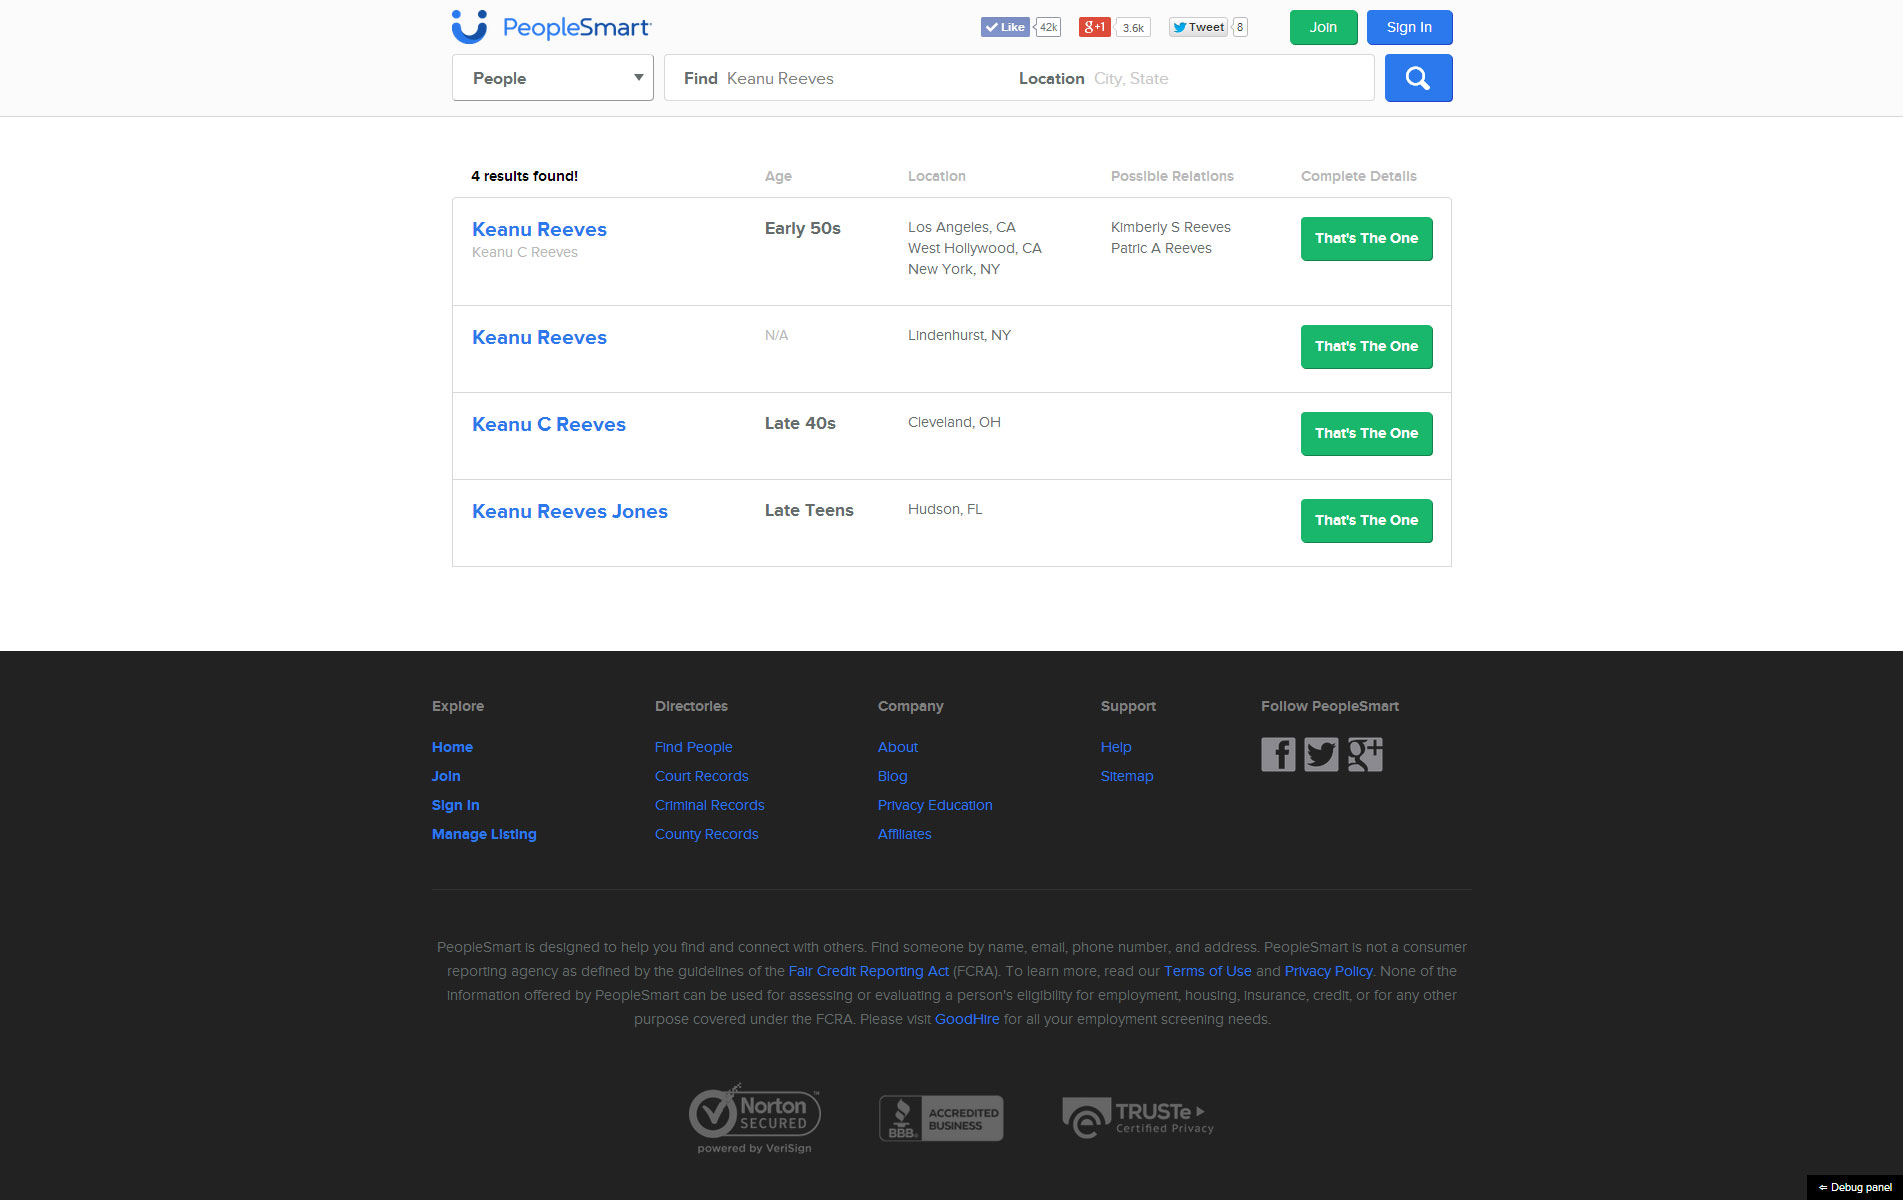 PeopleSmart
Like 42k g+1 3.6k Tweet 8 Join Sign In
People Find Keanu Reeves Location City, State
4 results found! Age Location Possible Relations Complete Details
Keanu Reeves Early 50s Los Angeles, CA Kimberly S Reeves That's The One
Keanu C Reeves West Hollywood, CA Patric A Reeves
New York, NY
Keanu Reeves N/A Lindenhurst, NY That's The One
Keanu C Reeves Late 40s Cleveland, OH That's The One
Keanu Reeves Jones Late Teens Hudson, FL That's The One
Explore Directories Company Support Follow PeopleSmart
Home Find People About Help
Join Court Records Blog Sitemap
Sign In Criminal Records Privacy Education
Manage Listing County Records Affiliates
PeopleSmart is designed to help you find and connect with others. Find someone by name, email, phone number, and address. PeopleSmart is not a consumer
reporting agency as defined by the guidelines of the Fair Credit Reporting Act (FCRA). To learn more, read our Terms of Use and Privacy Policy. None of the
information offered by PeopleSmart can be used for assessing or evaluating a person's eligibility for employment, housing, insurance, credit, or for any other
purpose covered under the FCRA. Please visit GoodHire for all your employment screening needs.
Norton SECURED
powered by VeriSign
BBB. ACCREDITED BUSINESS
TRUSTe
Certified Privacy
⇐ Debug panel